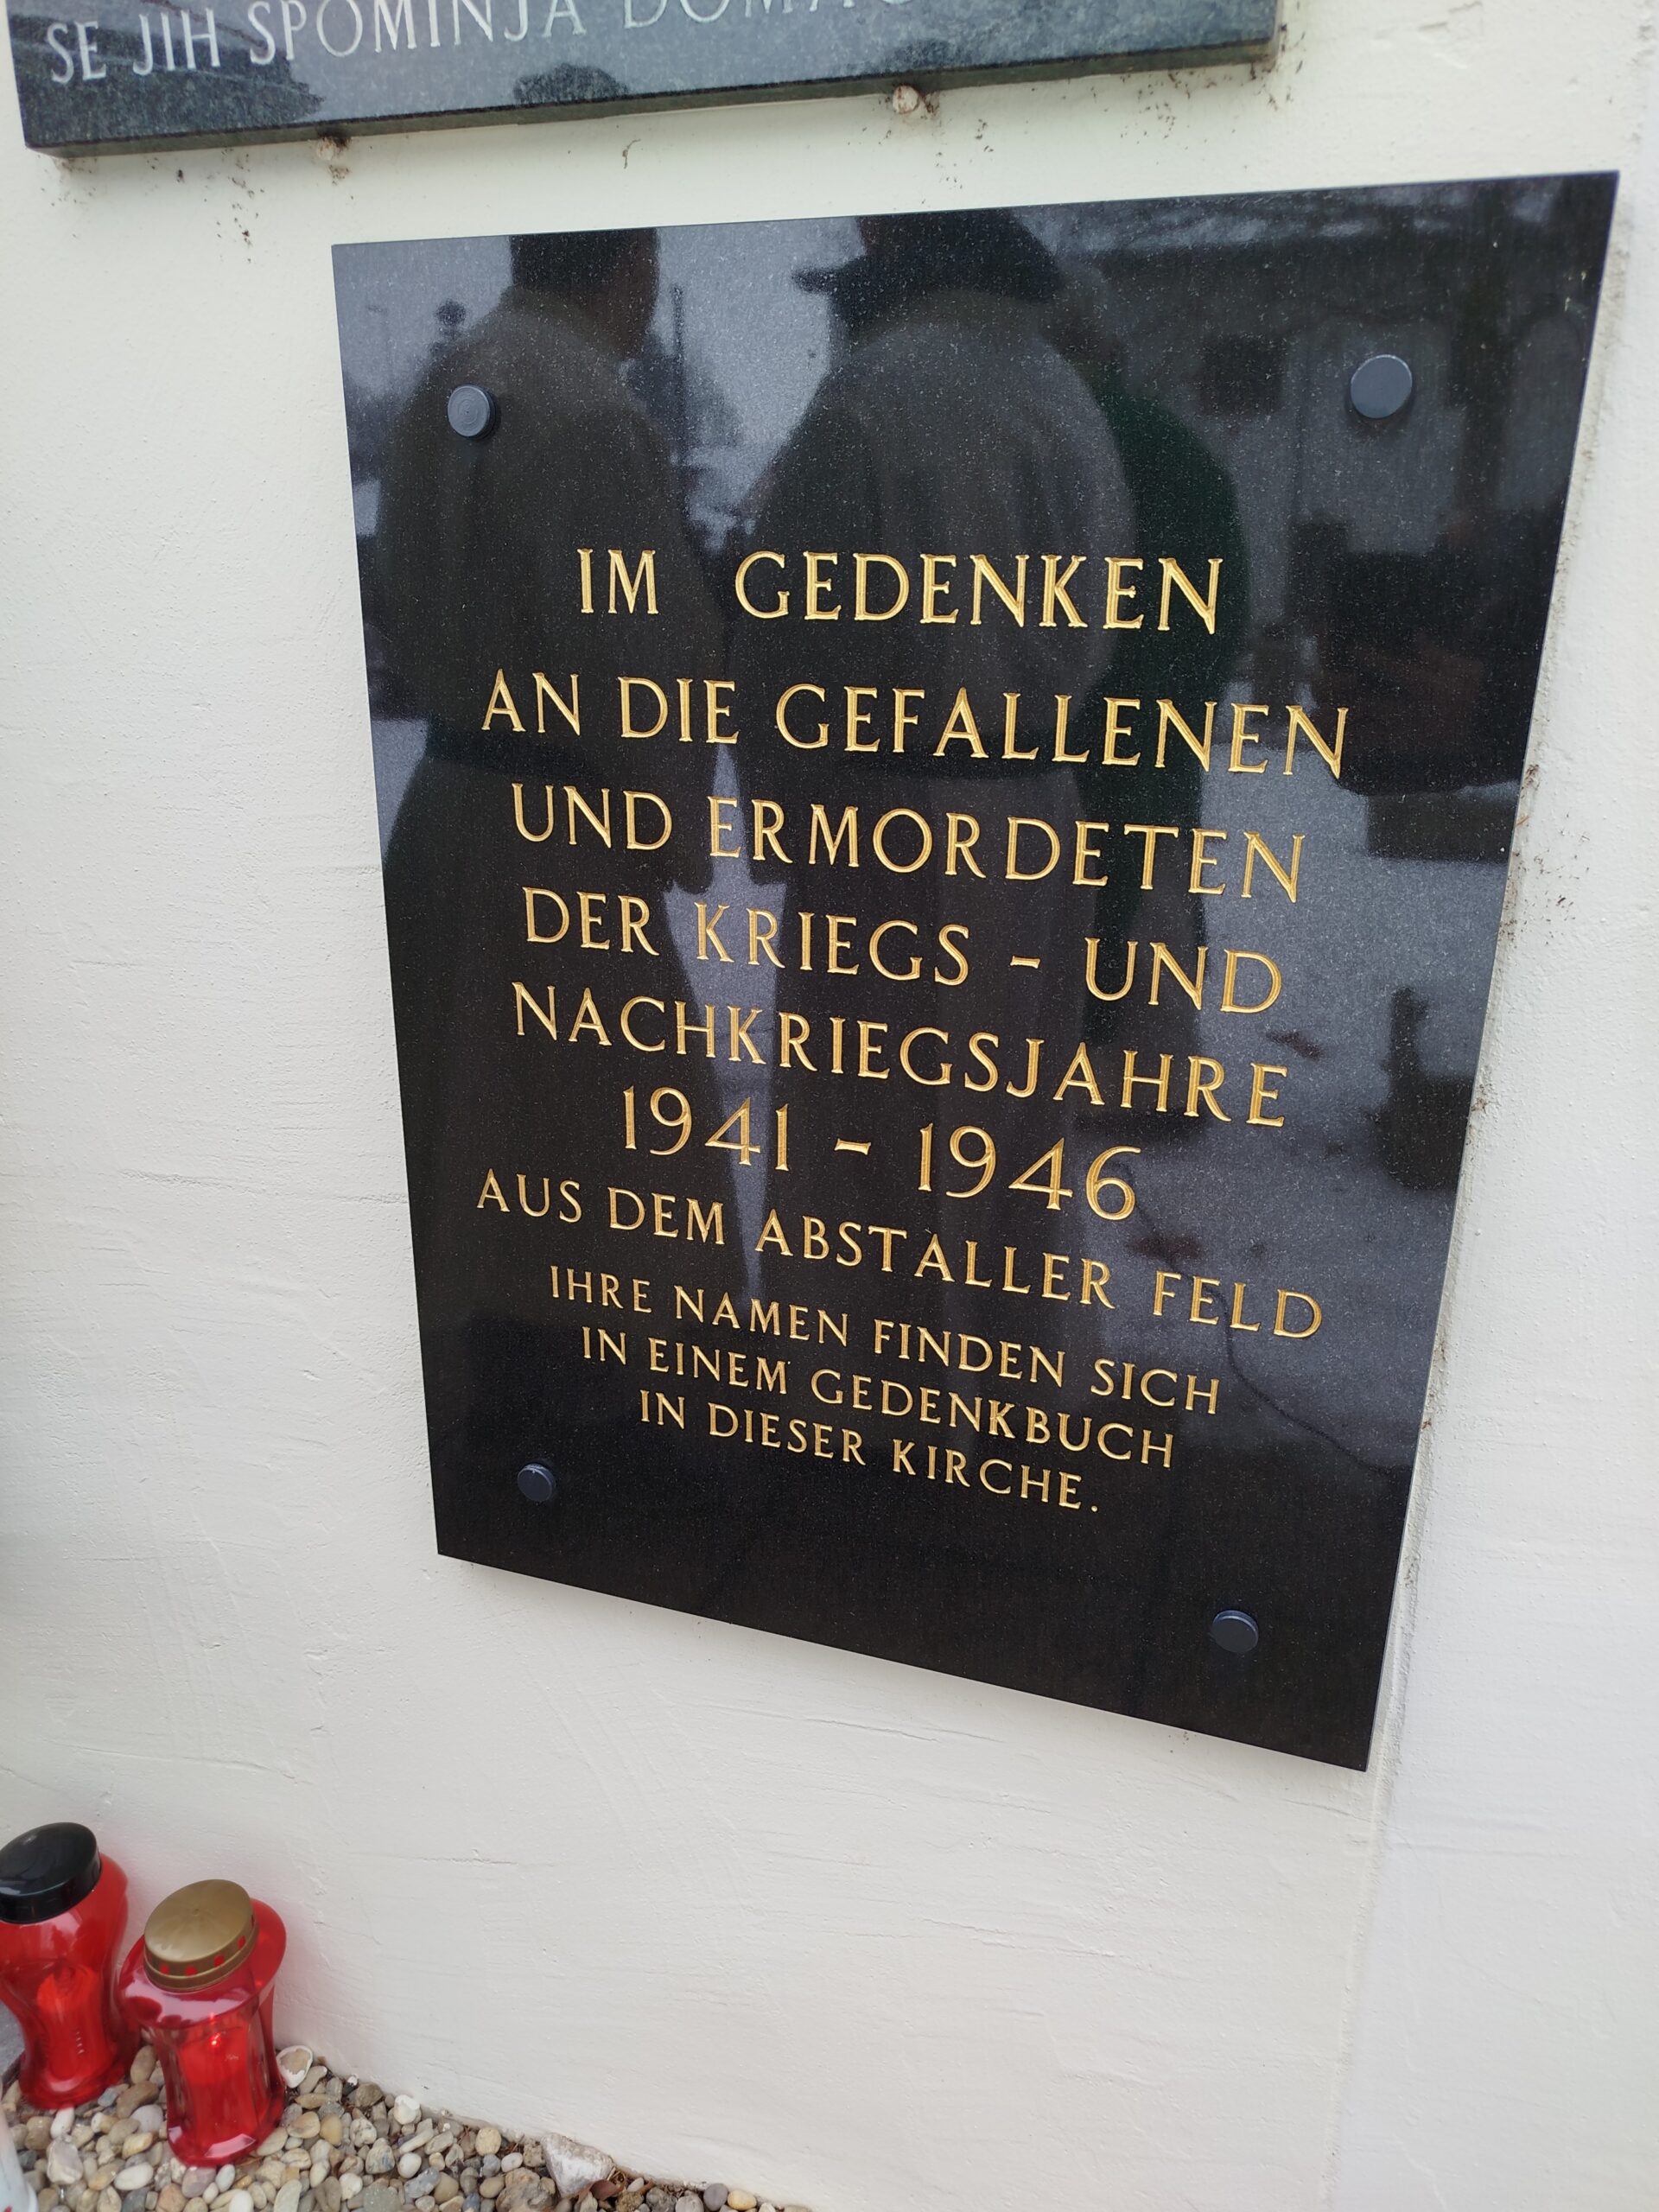 SE JIH SPOMINJA
IM GEDENKEN
AN DIE GEFALLENEN
UND ERMORDETEN
DER KRIEGS - UND
NACHKRIEGSJAHRE
1941 - 1946
AUS DEM ABSTALLER FELD
IHRE NAMEN FINDEN SICH
IN EINEM GEDENKBUCH
IN DIESER KIRCHE.